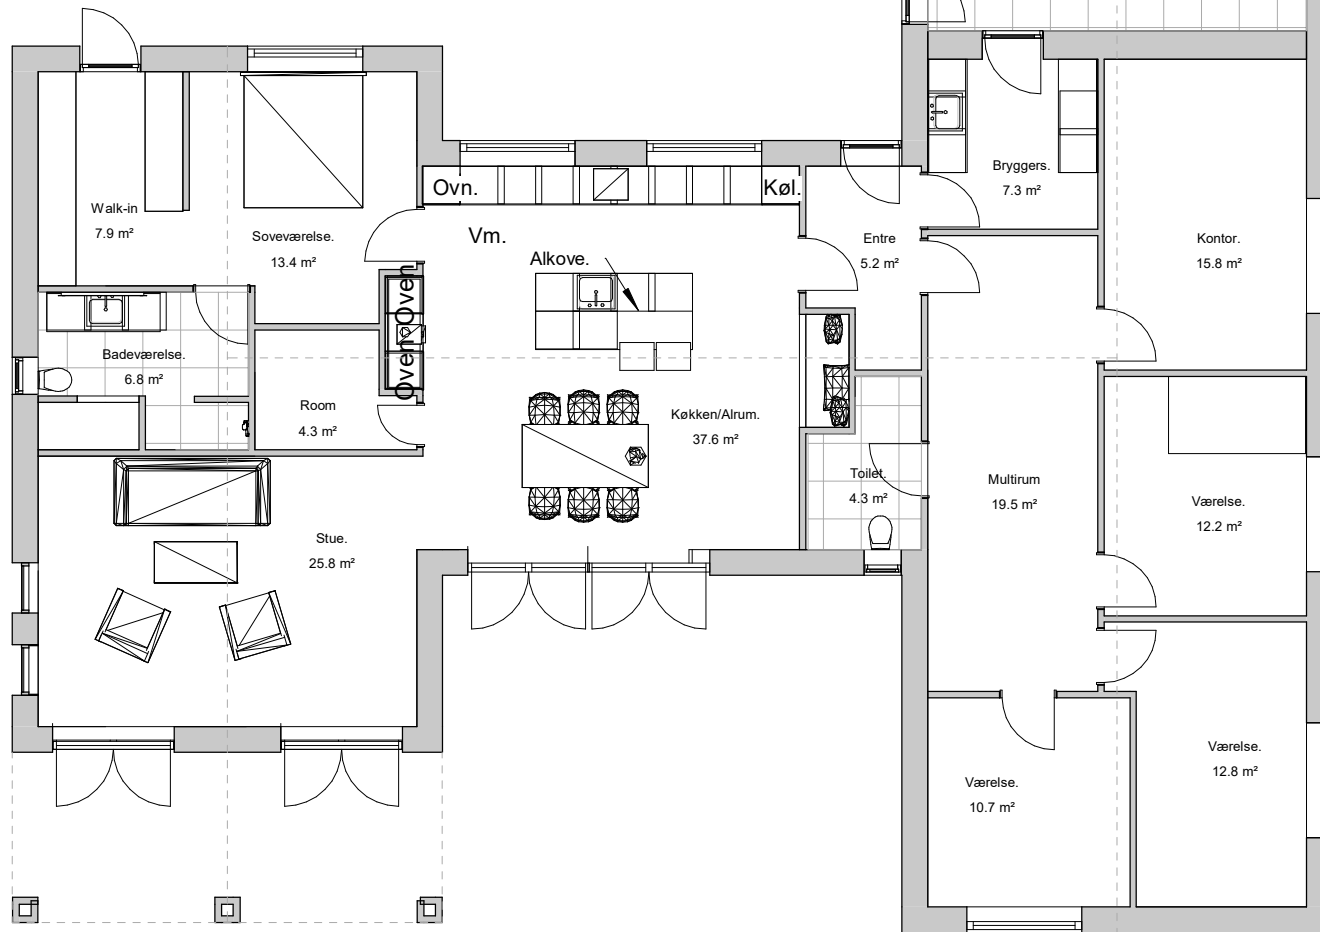 Bryggers.
7.3 m²
Ovn.
Køl.
Walk-in
7.9 m²
Soveværelse.
13.4 m²
Vm.
Alkove.
Entre
5.2 m²
Kontor.
15.8 m²
Oven
Oven
Badeværelse.
6.8 m²
Room
4.3 m²
Køkken/Alrum.
37.6 m²
Toilet.
4.3 m²
Multirum
19.5 m²
Værelse.
12.2 m²
Stue.
25.8 m²
Værelse.
12.8 m²
Værelse.
10.7 m²